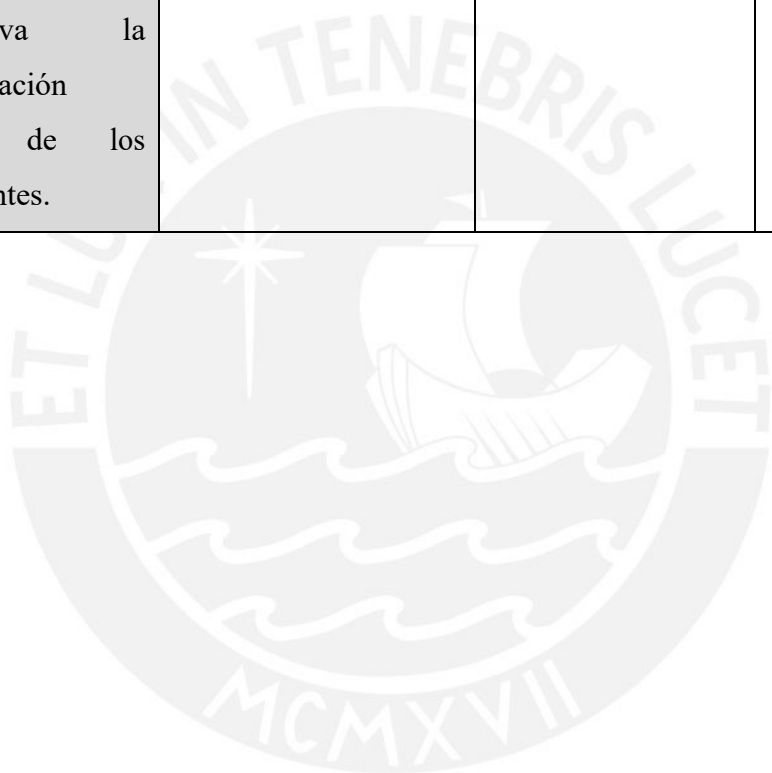 va la
ación
de los
ntes.
ET LUX IN TENEBRIS LUCET
MCMXVII